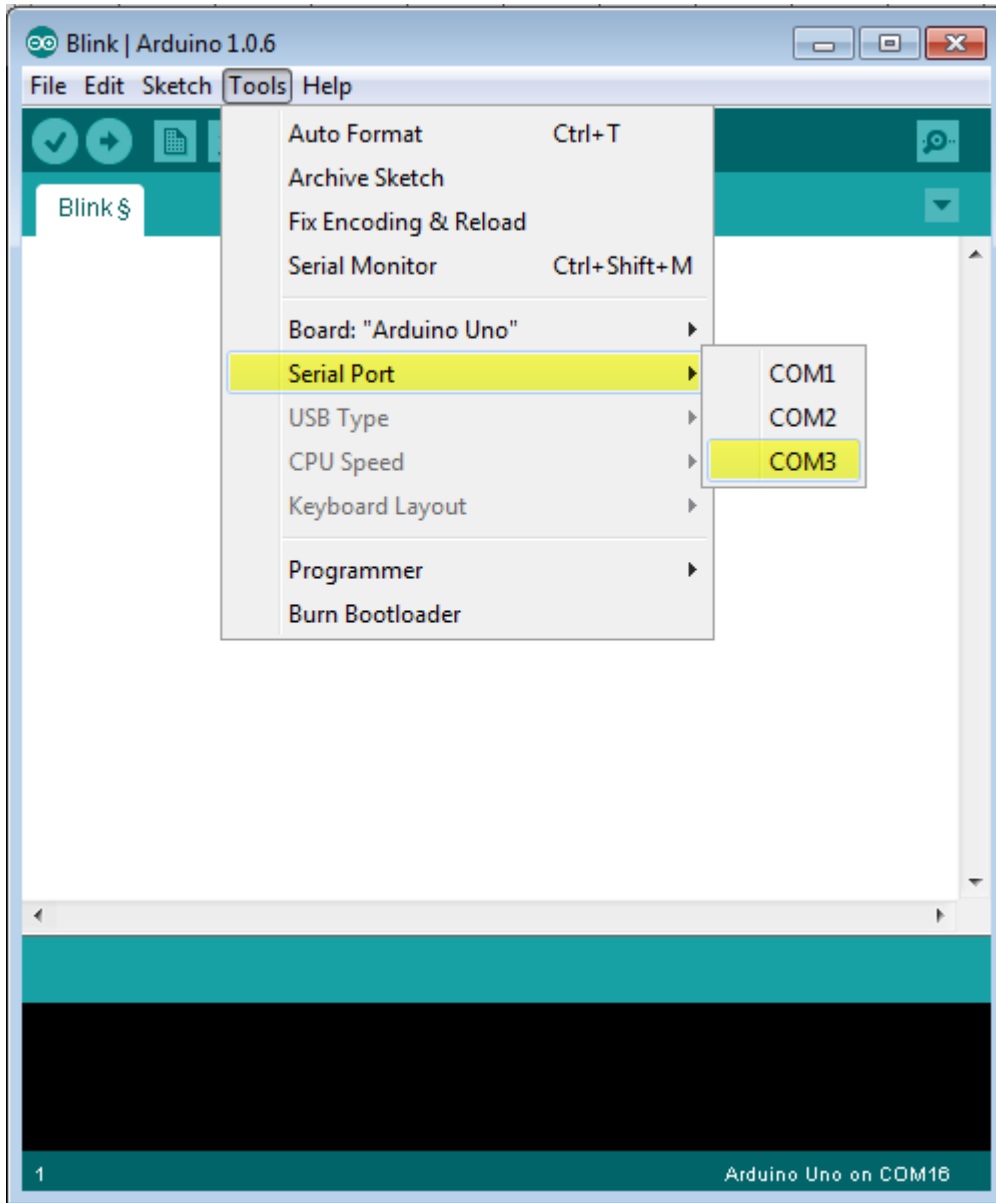 Blink | Arduino 1.0.6
File Edit Sketch Tools Help
Auto Format Ctrl+T
Archive Sketch
Blink §
Fix Encoding & Reload
Serial Monitor Ctrl+Shift+M
Board: "Arduino Uno"
Serial Port
COM1
USB Type
COM2
CPU Speed
COM3
Keyboard Layout
Programmer
Burn Bootloader
1 Arduino Uno on COM16